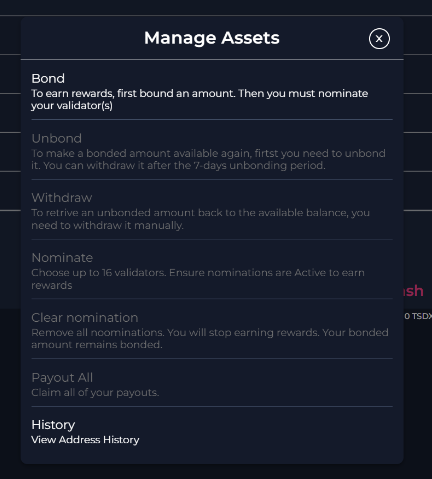 Manage Assets
X
Bond
To earn rewards, first bound an amount. Then you must nominate
your validator(s)
Unbond
To make a bonded amount available again, firtst you need to unbond
it. You can withdraw it after the 7-days unbonding period.
Withdraw
To retrive an unbonded amount back to the available balance, you
need to withdraw it manually.
Nominate
Choose up to 16 validators. Ensure nominations are Active to earn
rewards
Clear nomination
Remove all noominations. You will stop earning rewards. Your bonded
amount remains bonded.
Payout All
Claim all of your payouts.
History
View Address History
ash
0 TSDX